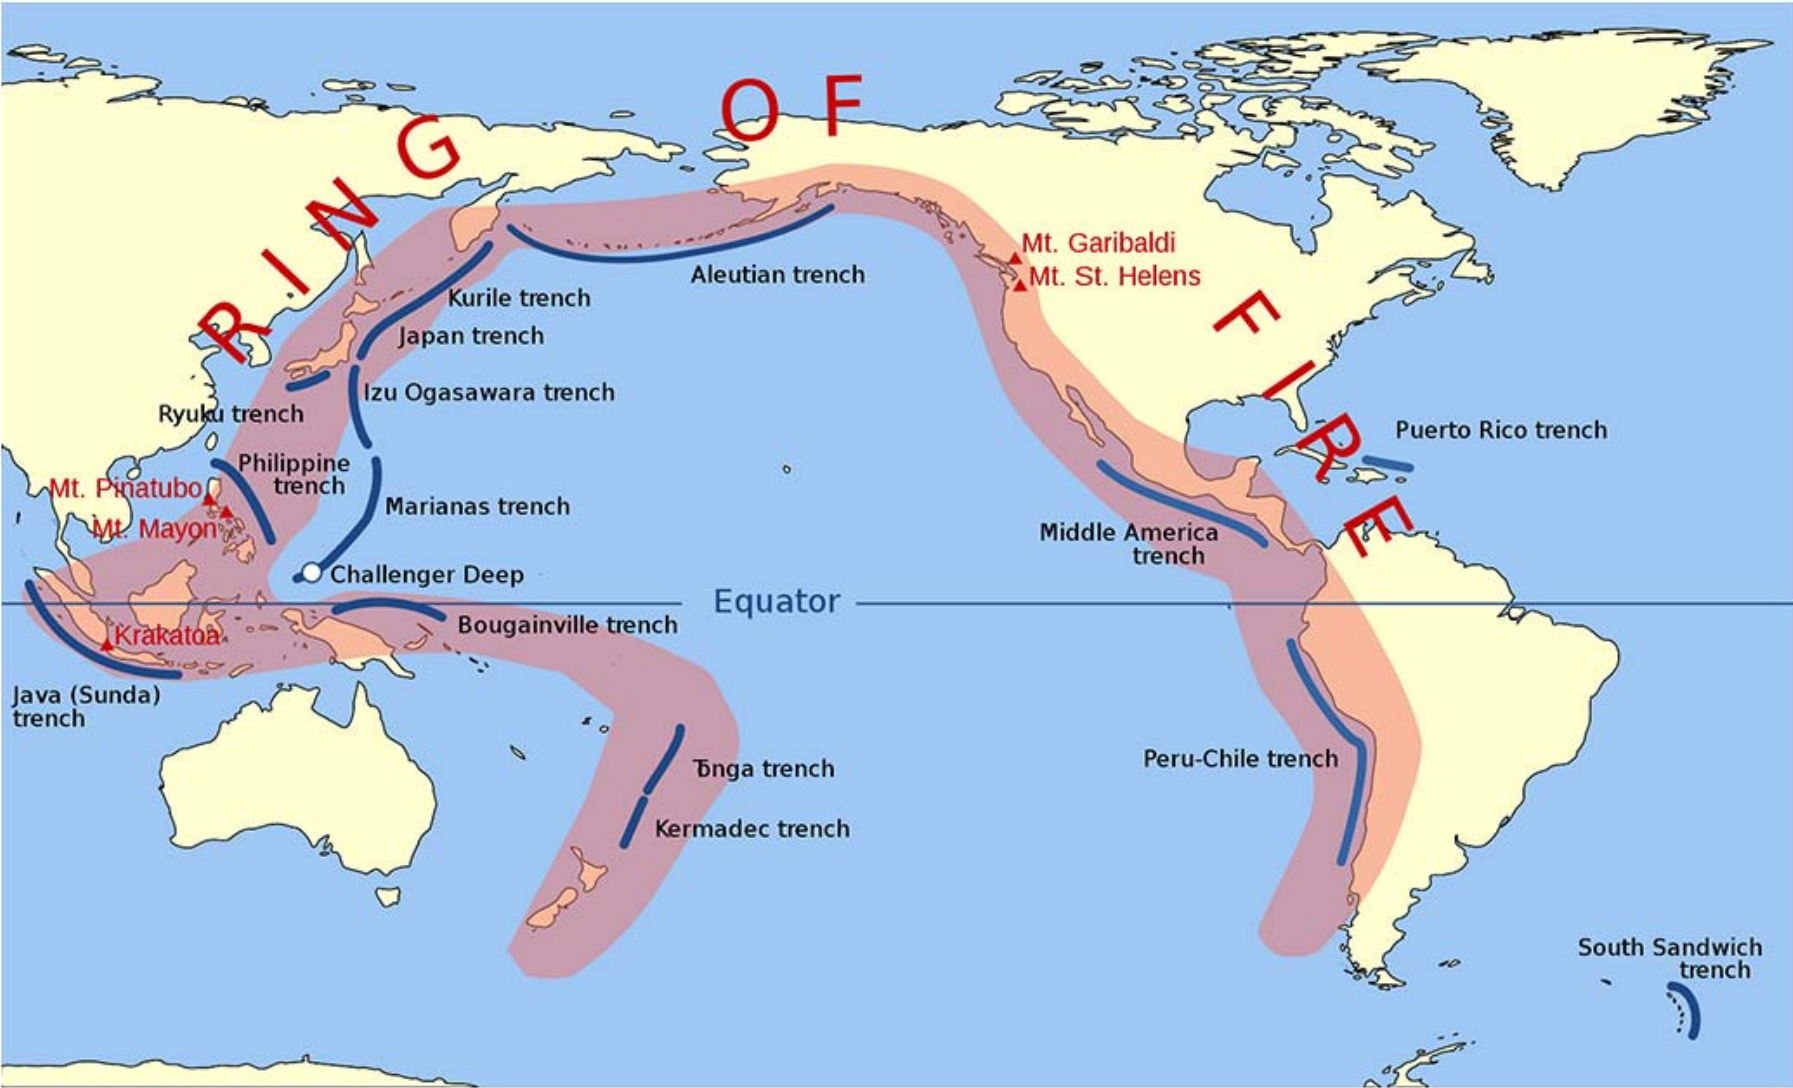 RING OF FIRE
Mt. Garibaldi
Mt. St. Helens
Aleutian trench
Kurile trench
Japan trench
Izu Ogasawara trench
Ryuku trench
Puerto Rico trench
Philippine
trench
Mt. Pinatubo
Mt. Mayon
Marianas trench
Middle America
trench
Challenger Deep
Equator
Bougainville trench
Krakatoa
Java (Sunda)
trench
Peru-Chile trench
Tonga trench
Kermadec trench
South Sandwich
trench